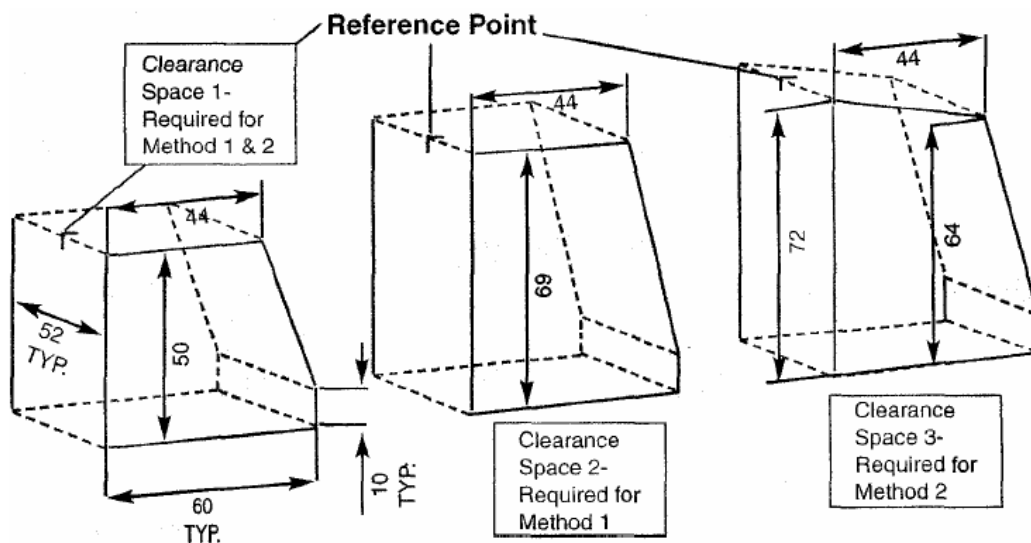 Reference Point
Clearance
Space 1-
Required for
Method 1 & 2
44
52
TYP.
50
10
TYP.
60
TYP.
44
69
Clearance
Space 2-
Required for
Method 1
44
72
64
Clearance
Space 3-
Required for
Method 2